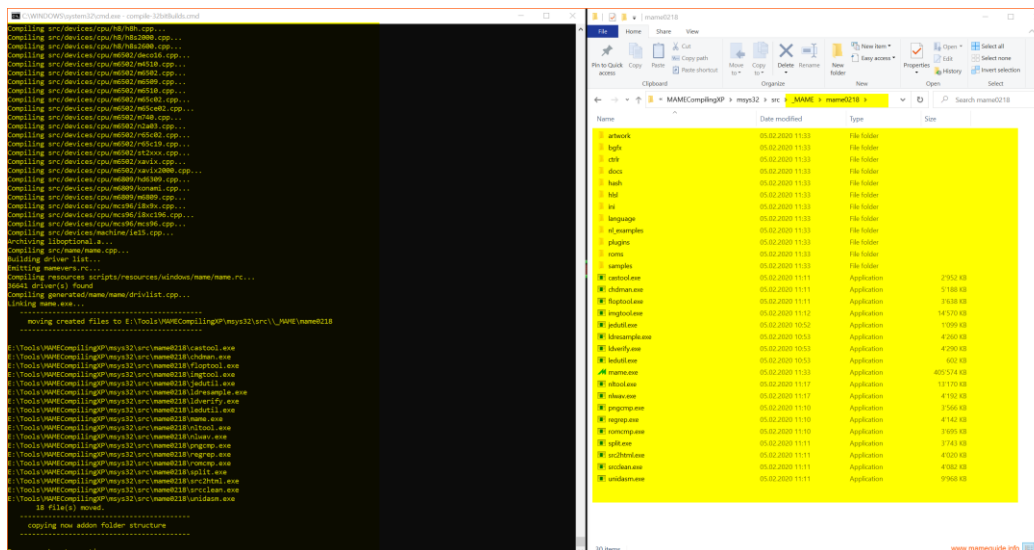 C:\WINDOWS\system32\cmd.exe - compile-32bitBuilds.cmd
Compiling src/devices/cpu/h8/h8h.cpp...
Compiling src/devices/cpu/h8/h8s2000.cpp...
Compiling src/devices/cpu/h8/h8s2600.cpp...
Compiling src/devices/cpu/m6502/deco16.cpp...
Compiling src/devices/cpu/m6502/m4510.cpp...
Compiling src/devices/cpu/m6502/m6502.cpp...
Compiling src/devices/cpu/m6502/m6509.cpp...
Compiling src/devices/cpu/m6502/m6510.cpp...
Compiling src/devices/cpu/m6502/m65c02.cpp...
Compiling src/devices/cpu/m6502/m65ce02.cpp...
Compiling src/devices/cpu/m6502/m740.cpp...
Compiling src/devices/cpu/m6502/n2a03.cpp...
Compiling src/devices/cpu/m6502/r65c02.cpp...
Compiling src/devices/cpu/m6502/r65c19.cpp...
Compiling src/devices/cpu/m6502/st2xxx.cpp...
Compiling src/devices/cpu/m6502/xavix.cpp...
Compiling src/devices/cpu/m6502/xavix2000.cpp...
Compiling src/devices/cpu/m6809/hd6309.cpp...
Compiling src/devices/cpu/m6809/konami.cpp...
Compiling src/devices/cpu/m6809/m6809.cpp...
Compiling src/devices/cpu/mcs96/i8x9x.cpp...
Compiling src/devices/cpu/mcs96/i8xc196.cpp...
Compiling src/devices/cpu/mcs96/mcs96.cpp...
Compiling src/devices/machine/ie15.cpp...
Archiving liboptional.a...
Compiling src/mame/mame.cpp...
Building driver list...
Emitting mamevers.rc...
Compiling resources scripts/resources/windows/mame/mame.rc...
36641 driver(s) found
Compiling generated/mame/mame/drivlist.cpp...
Linking mame.exe...
-----------------------------------------
moving created files to E:\Tools\MAMECompilingXP\msys32\src\\_MAME\mame0218
-----------------------------------------
E:\Tools\MAMECompilingXP\msys32\src\mame0218\castool.exe
E:\Tools\MAMECompilingXP\msys32\src\mame0218\chdman.exe
E:\Tools\MAMECompilingXP\msys32\src\mame0218\floptool.exe
E:\Tools\MAMECompilingXP\msys32\src\mame0218\imgtool.exe
E:\Tools\MAMECompilingXP\msys32\src\mame0218\jedutil.exe
E:\Tools\MAMECompilingXP\msys32\src\mame0218\ldresample.exe
E:\Tools\MAMECompilingXP\msys32\src\mame0218\ldverify.exe
E:\Tools\MAMECompilingXP\msys32\src\mame0218\ledutil.exe
E:\Tools\MAMECompilingXP\msys32\src\mame0218\mame.exe
E:\Tools\MAMECompilingXP\msys32\src\mame0218\nltool.exe
E:\Tools\MAMECompilingXP\msys32\src\mame0218\nlwav.exe
E:\Tools\MAMECompilingXP\msys32\src\mame0218\pngcmp.exe
E:\Tools\MAMECompilingXP\msys32\src\mame0218\regrep.exe
E:\Tools\MAMECompilingXP\msys32\src\mame0218\romcmp.exe
E:\Tools\MAMECompilingXP\msys32\src\mame0218\split.exe
E:\Tools\MAMECompilingXP\msys32\src\mame0218\src2html.exe
E:\Tools\MAMECompilingXP\msys32\src\mame0218\srcclean.exe
E:\Tools\MAMECompilingXP\msys32\src\mame0218\unidasm.exe
18 file(s) moved.
-----------------------------------------
copying now addon folder structure
-----------------------------------------
mame0218
File Home Share View
Pin to Quick access Copy Paste Cut Copy path Paste shortcut Move to Copy to Delete Rename New folder New item Easy access Properties Open Edit History Select all Select none Invert selection
Clipboard Organize New Open Select
MAMECompilingXP > msys32 > src > _MAME > mame0218 > Search mame0218
Name Date modified Type Size
artwork 05.02.2020 11:33 File folder
bgfx 05.02.2020 11:33 File folder
ctrlr 05.02.2020 11:33 File folder
docs 05.02.2020 11:33 File folder
hash 05.02.2020 11:33 File folder
hlsl 05.02.2020 11:33 File folder
ini 05.02.2020 11:33 File folder
language 05.02.2020 11:33 File folder
nl_examples 05.02.2020 11:33 File folder
plugins 05.02.2020 11:33 File folder
roms 05.02.2020 11:33 File folder
samples 05.02.2020 11:33 File folder
castool.exe 05.02.2020 11:11 Application 2'952 KB
chdman.exe 05.02.2020 11:11 Application 5'188 KB
floptool.exe 05.02.2020 11:11 Application 3'638 KB
imgtool.exe 05.02.2020 11:12 Application 14'570 KB
jedutil.exe 05.02.2020 10:52 Application 1'099 KB
ldresample.exe 05.02.2020 10:53 Application 4'260 KB
ldverify.exe 05.02.2020 10:53 Application 4'290 KB
ledutil.exe 05.02.2020 10:53 Application 602 KB
mame.exe 05.02.2020 11:33 Application 405'574 KB
nltool.exe 05.02.2020 11:17 Application 13'170 KB
nlwav.exe 05.02.2020 11:17 Application 4'192 KB
pngcmp.exe 05.02.2020 11:10 Application 3'566 KB
regrep.exe 05.02.2020 11:10 Application 4'142 KB
romcmp.exe 05.02.2020 11:10 Application 3'695 KB
split.exe 05.02.2020 11:11 Application 3'743 KB
src2html.exe 05.02.2020 11:11 Application 4'020 KB
srcclean.exe 05.02.2020 11:11 Application 4'082 KB
unidasm.exe 05.02.2020 11:11 Application 9'968 KB
30 items
www.mameguide.info